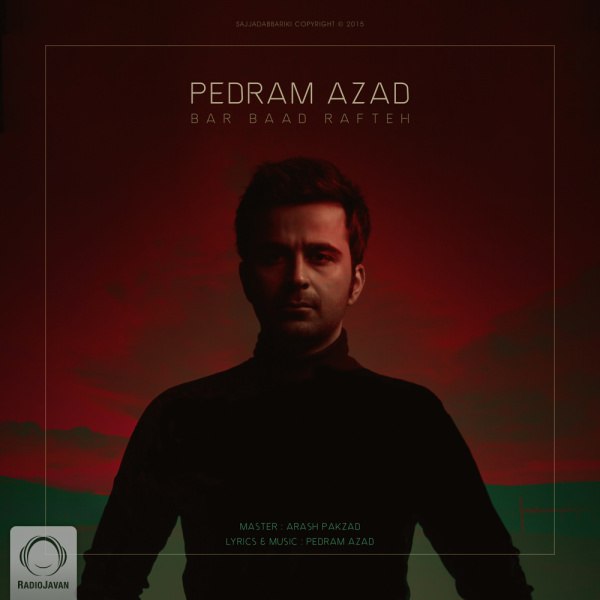 SAJJADABBARIKI COPYRIGHT © 2015
PEDRAM AZAD
BAR BAAD RAFTEH
MASTER : ARASH PAKZAD
LYRICS & MUSIC : PEDRAM AZAD
RADIOJAVAN